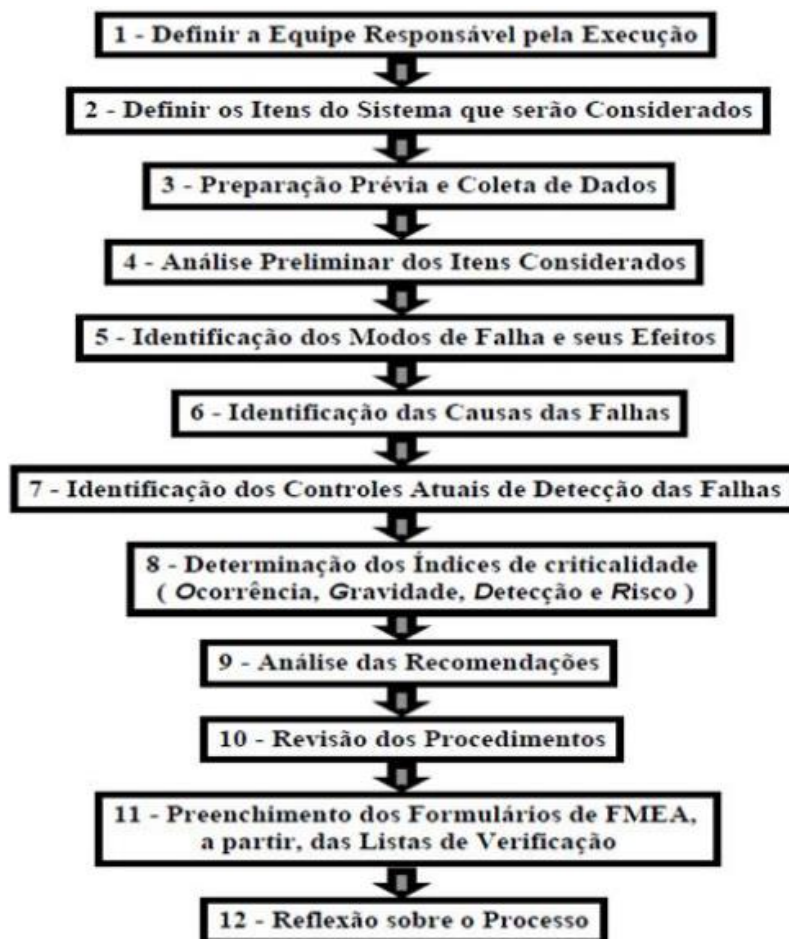 1 - Definir a Equipe Responsável pela Execução
2 - Definir os Itens do Sistema que serão Considerados
3 - Preparação Prévia e Coleta de Dados
4 - Análise Preliminar dos Itens Considerados
5 - Identificação dos Modos de Falha e seus Efeitos
6 - Identificação das Causas das Falhas
7 - Identificação dos Controles Atuais de Detecção das Falhas
8 - Determinação dos Índices de criticalidade
( Ocorrência, Gravidade, Detecção e Risco )
9 - Análise das Recomendações
10 - Revisão dos Procedimentos
11 - Preenchimento dos Formulários de FMEA,
a partir, das Listas de Verificação
12 - Reflexão sobre o Processo